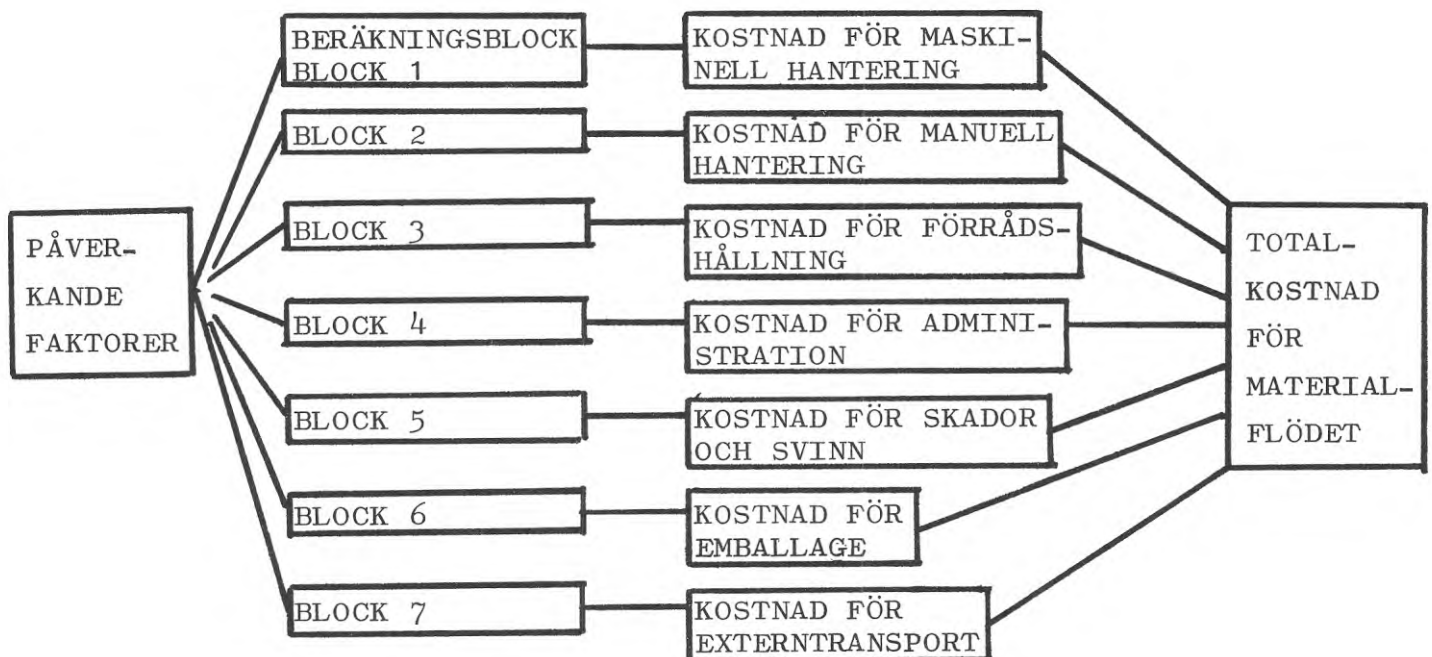 PÅVER-
KANDE
FAKTORER
BERÄKNINGSBLOCK
BLOCK 1
BLOCK 2
BLOCK 3
BLOCK 4
BLOCK 5
BLOCK 6
BLOCK 7
KOSTNAD FÖR MASKI-
NELL HANTERING
KOSTNAD FÖR MANUELL
HANTERING
KOSTNAD FÖR FÖRRÅDS-
HÅLLNING
KOSTNAD FÖR ADMINI-
STRATION
KOSTNAD FÖR SKADOR
OCH SVINN
KOSTNAD FÖR
EMBALLAGE
KOSTNAD FÖR
EXTERNTRANSPORT
TOTAL-
KOSTNAD
FÖR
MATERIAL-
FLÖDET